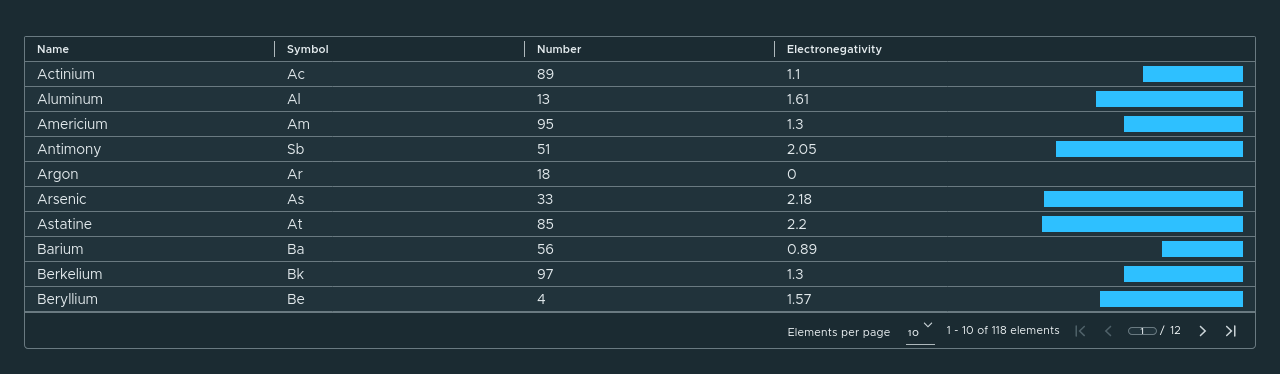 Name Symbol Number Electronegativity
Actinium Ac 89 1.1
Aluminum Al 13 1.61
Americium Am 95 1.3
Antimony Sb 51 2.05
Argon Ar 18 0
Arsenic As 33 2.18
Astatine At 85 2.2
Barium Ba 56 0.89
Berkelium Bk 97 1.3
Beryllium Be 4 1.57
Elements per page 10 1 - 10 of 118 elements 1 / 12